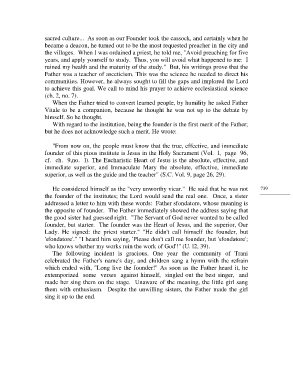 sacred culture... As soon as our Founder took the cassock, and certainly when he
became a deacon, he turned out to be the most requested preacher in the city and
the villages. When I was ordained a priest, he told me, "Avoid preaching for five
years, and apply yourself to study. Thus, you will avoid what happened to me: I
ruined my health and the maturity of the study." But, his writings prove that the
Father was a teacher of asceticism. This was the science he needed to direct his
communities. However, he always sought to fill the gaps and implored the Lord
to achieve this goal. We call to mind his prayer to achieve ecclesiastical science
(ch. 2, no. 7).
When the Father tried to convert learned people, by humility he asked Father
Vitale to be a companion, because he thought he was not up to the debate by
himself. So he thought.
With regard to the institution, being the founder is the first merit of the Father;
but he does not acknowledge such a merit. He wrote:
"From now on, the people must know that the true, effective, and immediate
founder of this pious institute is Jesus in the Holy Sacrament (Vol. 1, page 90,
cf. ch. 9,no. 1). The Eucharistic Heart of Jesus is the absolute, effective, and
immediate superior, and Immaculate Mary the absolute, effective, and immediate
superior, as well as the guide and the teacher" (S.C. Vol. 9, page 26, 29).
He considered himself as the "very unworthy vicar." He said that he was not
the founder of the institutes; the Lord would send the real one. Once, a sister
addressed a letter to him with these words: Father sfondatore, whose meaning is
the opposite of founder. The Father immediately showed the address saying that
the good sister had guessed right. "The Servant of God never wanted to be called
founder, but starter. The founder was the Heart of Jesus, and the superior, Our
Lady. He signed: the priest starter." "He didn't call himself the founder, but
'sfondatore'." "I heard him saying, 'Please don't call me founder, but 'sfondatore';
who knows whether my works ruin the work of God!" (U. I2, 39).
The following incident is gracious. One year the community of Trani
celebrated the Father's name's day, and children sang a hymn with the refrain
which ended with, "Long live the founder!" As soon as the Father heard it, he
extemporized some verses against himself, singled out the best singer, and
made her sing them on the stage. Unaware of the meaning, the little girl sang
them with enthusiasm. Despite the unwilling sisters, the Father made the girl
sing it up to the end.